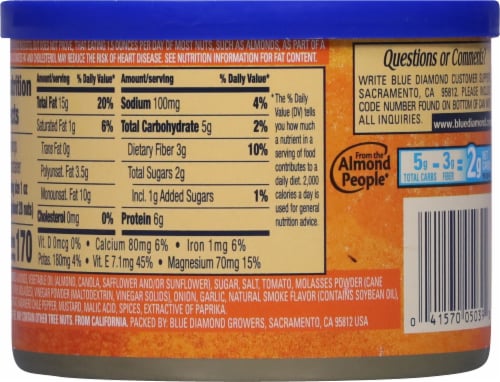 BUT DOES NOT PROVE, THAT EATING 1.5 OUNCES PER DAY OF MOST NUTS, SUCH AS ALMONDS, AS PART OF A
AND CHOLESTEROL MAY REDUCE THE RISK OF HEART DISEASE. SEE NUTRITION INFORMATION FOR FAT CONTENT.
Amount/serving % Daily Value*
Total Fat 15g 20%
Saturated Fat 1g 6%
Trans Fat 0g
Polyunsat. Fat 3.5g
Monounsat. Fat 10g
Cholesterol 0mg 0%
Amount/serving % Daily Value*
Sodium 100mg 4%
Total Carbohydrate 5g 2%
Dietary Fiber 3g 10%
Total Sugars 2g
Incl. 1g Added Sugars 1%
Protein 6g
170
Vit. D 0mcg 0% • Calcium 80mg 6% • Iron 1mg 6%
Potas. 180mg 4% • Vit. E 7.1mg 45% • Magnesium 70mg 15%
*The % Daily
Value (DV) tells
you how much
a nutrient in a
serving of food
contributes to
a daily diet. 2,000
calories a day is
used for general
nutrition advice.
Questions or Comments?
WRITE BLUE DIAMOND CUSTOMER
SACRAMENTO, CA 95812. PLEASE
CODE NUMBER FOUND ON BOTTOM OF CAN
ALL INQUIRIES. www.bluediamond.
From the
Almond
People®
5g - 3g = 2g
TOTAL CARBS FIBER
VEGETABLE OIL (ALMOND, CANOLA, SAFFLOWER AND/OR SUNFLOWER), SUGAR, SALT, TOMATO, MOLASSES POWDER (CANE
VINEGAR POWDER (MALTODEXTRIN, VINEGAR SOLIDS), ONION, GARLIC, NATURAL SMOKE FLAVOR (CONTAINS SOYBEAN OIL),
CHILE PEPPER, MUSTARD, MALIC ACID, SPICES, EXTRACTIVE OF PAPRIKA.
CONTAIN OTHER TREE NUTS. FROM CALIFORNIA. PACKED BY BLUE DIAMOND GROWERS, SACRAMENTO, CA 95812 USA
0 41570 0503